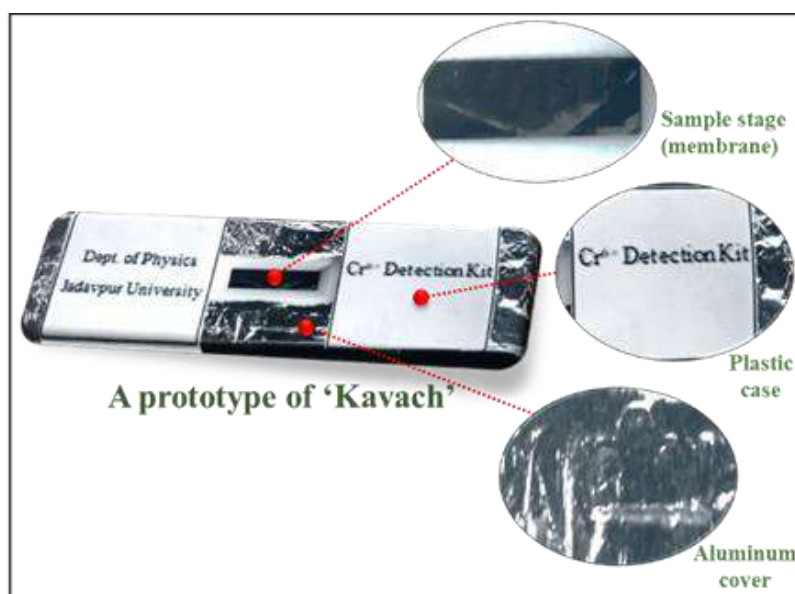 Sample stage
(membrane)
Dept. of Physics
Jadavpur University
Cr⁶⁺ Detection Kit
Cr⁶⁺ Detection Kit
Plastic
case
A prototype of ‘Kavach’
Aluminum
cover